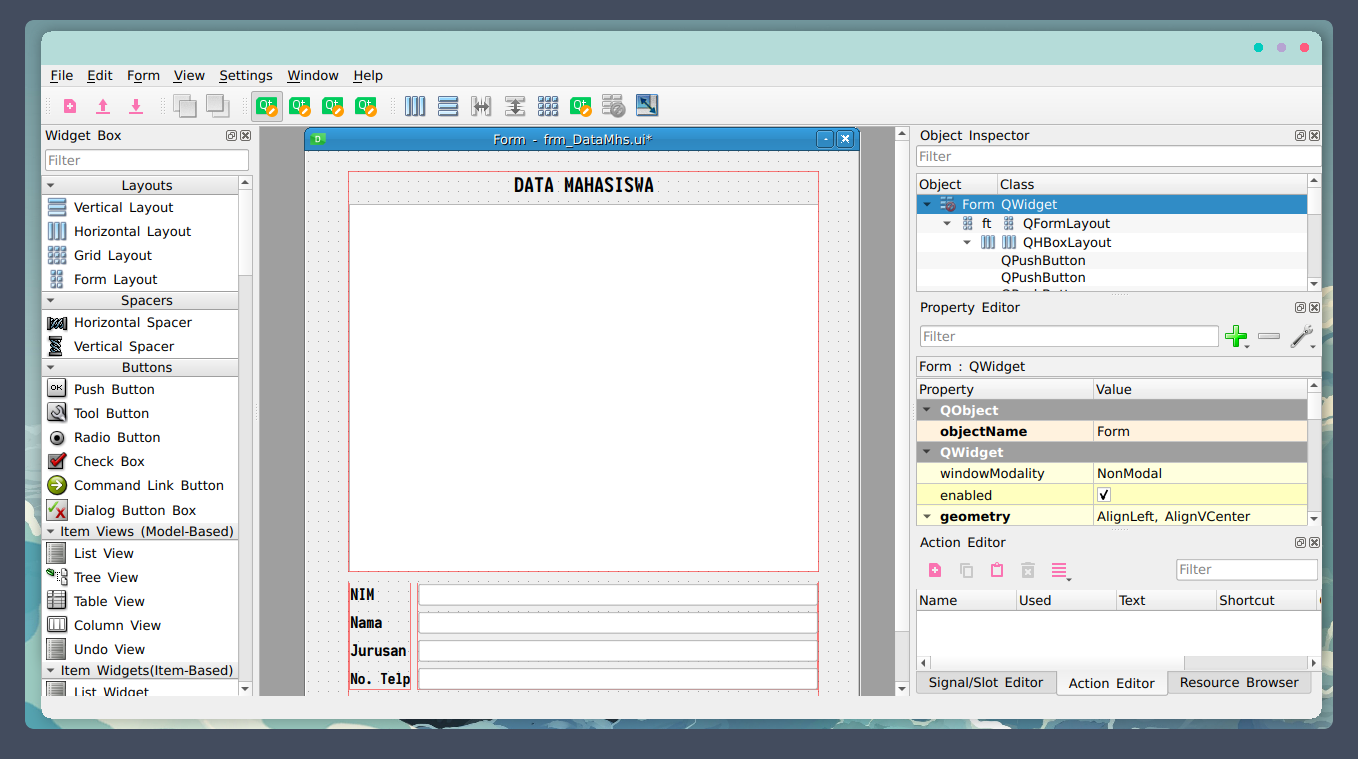 File Edit Form View Settings Window Help
Widget Box
Filter
Layouts
Vertical Layout
Horizontal Layout
Grid Layout
Form Layout
Spacers
Horizontal Spacer
Vertical Spacer
Buttons
OK Push Button
Tool Button
Radio Button
Check Box
Command Link Button
Dialog Button Box
Item Views (Model-Based)
List View
Tree View
Table View
Column View
Undo View
Item Widgets(Item-Based)
List Widget
Form - frm_DataMhs.ui*
DATA MAHASISWA
NIM
Nama
Jurusan
No. Telp
Object Inspector
Filter
Object Class
Form QWidget
ft QFormLayout
QHBoxLayout
QPushButton
QPushButton
QPushButton
Property Editor
Filter
Form : QWidget
Property Value
QObject
objectName Form
QWidget
windowModality NonModal
enabled
geometry AlignLeft, AlignVCenter
Action Editor
Filter
Name Used Text Shortcut
Signal/Slot Editor Action Editor Resource Browser